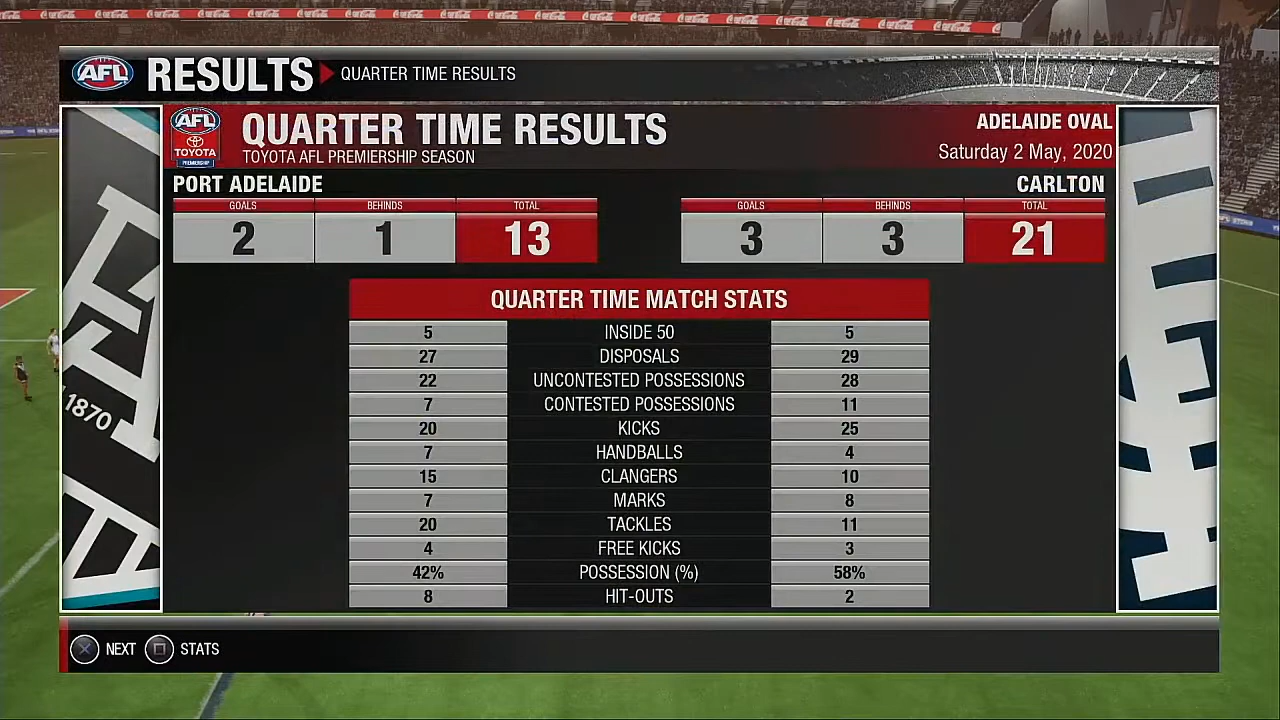 AFL RESULTS QUARTER TIME RESULTS
AFL
TOYOTA
PREMIERSHIP
QUARTER TIME RESULTS
TOYOTA AFL PREMIERSHIP SEASON
ADELAIDE OVAL
Saturday 2 May, 2020
PORT ADELAIDE
CARLTON
GOALS BEHINDS TOTAL GOALS BEHINDS TOTAL
2 1 13 3 3 21
QUARTER TIME MATCH STATS
5 INSIDE 50 5
27 DISPOSALS 29
22 UNCONTESTED POSSESSIONS 28
7 CONTESTED POSSESSIONS 11
20 KICKS 25
7 HANDBALLS 4
15 CLANGERS 10
7 MARKS 8
20 TACKLES 11
4 FREE KICKS 3
42% POSSESSION (%) 58%
8 HIT-OUTS 2
1870
NEXT STATS